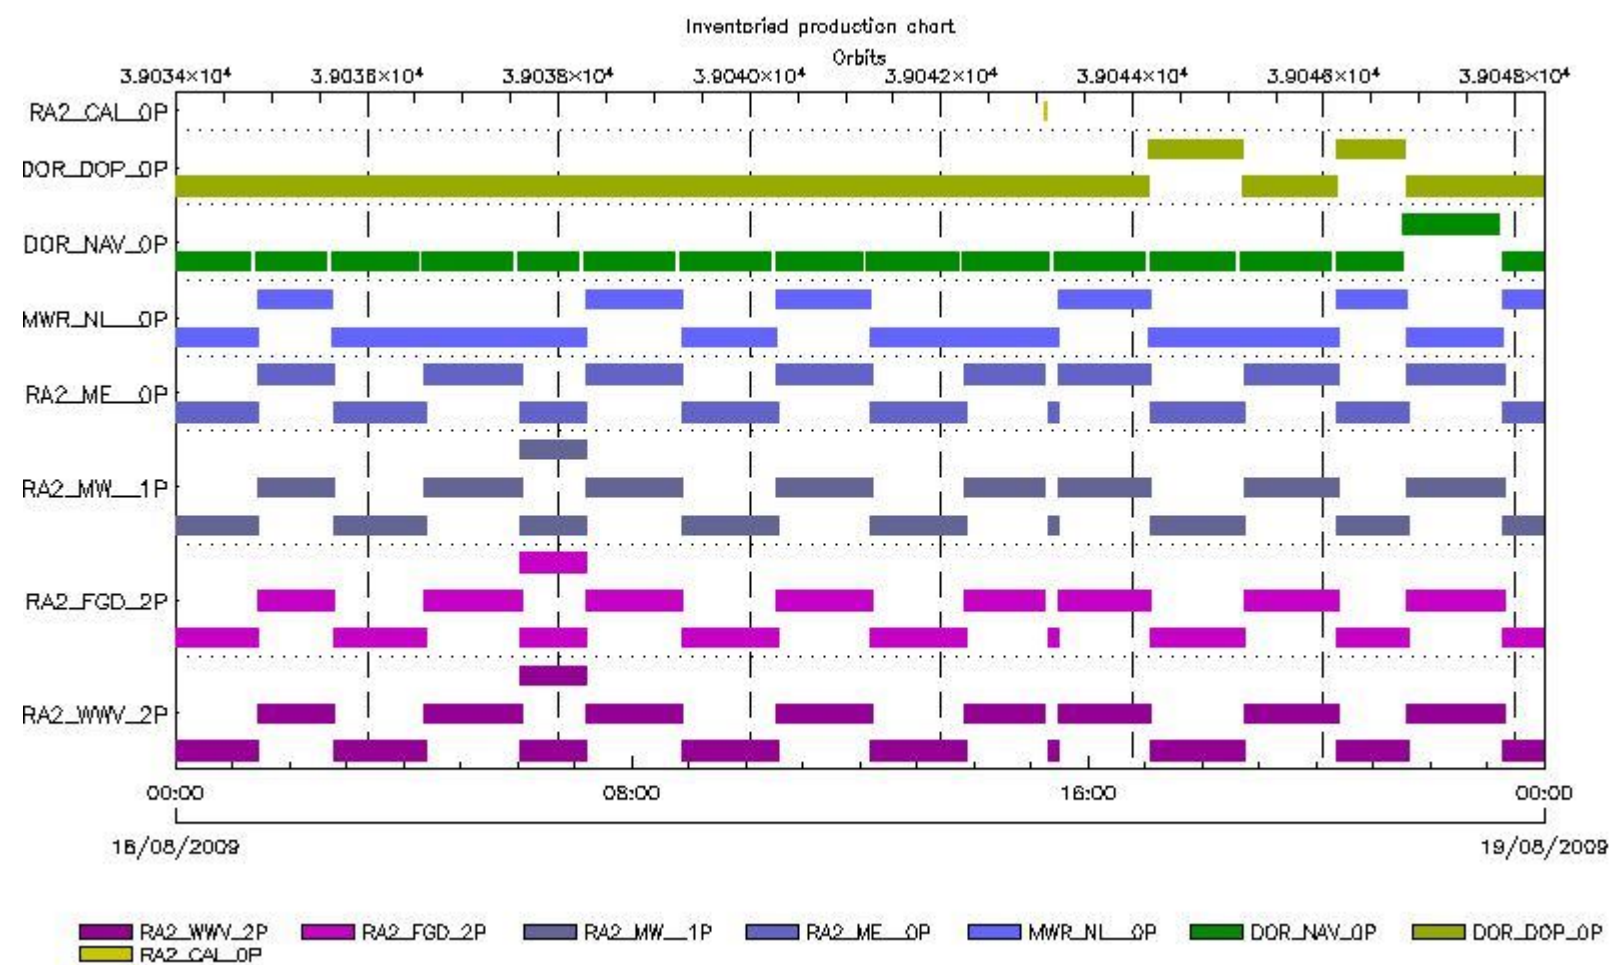 Inventoried production chart
Orbits
3.9034×10⁴ 3.9036×10⁴ 3.9038×10⁴ 3.9040×10⁴ 3.9042×10⁴ 3.9044×10⁴ 3.9046×10⁴ 3.9048×10⁴
RA2_CAL_0P
DOR_DOP_0P
DOR_NAV_0P
MWR_NL__0P
RA2_ME__0P
RA2_MW__1P
RA2_FGD_2P
RA2_WWV_2P
00:00 08:00 16:00 00:00
18/08/2009 19/08/2009
RA2_WWV_2P RA2_FGD_2P RA2_MW__1P RA2_ME__0P MWR_NL__0P DOR_NAV_0P DOR_DOP_0P
RA2_CAL_0P